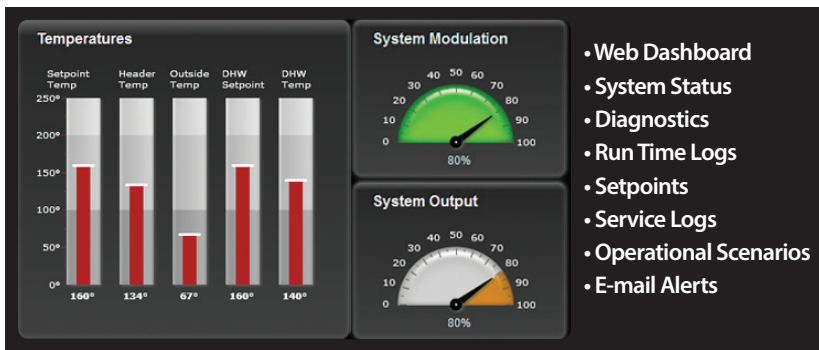 Temperatures
Setpoint Temp
Header Temp
Outside Temp
DHW Setpoint
DHW Temp
250°
200°
150°
100°
50°
0°
160°
134°
67°
160°
140°
System Modulation
0
10
20
30
40
50
60
70
80
90
100
80%
System Output
0
10
20
30
40
50
60
70
80
90
100
80%
• Web Dashboard
• System Status
• Diagnostics
• Run Time Logs
• Setpoints
• Service Logs
• Operational Scenarios
• E-mail Alerts